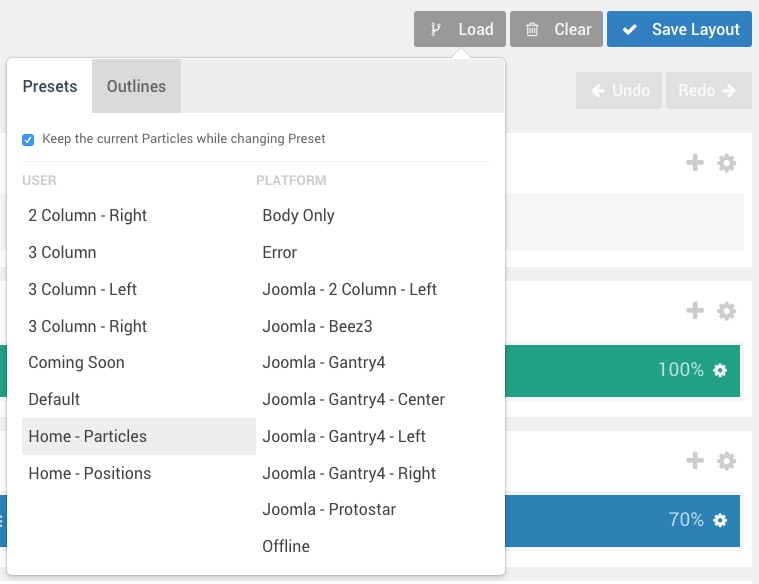 Load
Clear
Save Layout
Presets
Outlines
Undo
Redo
Keep the current Particles while changing Preset
USER
2 Column - Right
3 Column
3 Column - Left
3 Column - Right
Coming Soon
Default
Home - Particles
Home - Positions
PLATFORM
Body Only
Error
Joomla - 2 Column - Left
Joomla - Beez3
Joomla - Gantry4
Joomla - Gantry4 - Center
Joomla - Gantry4 - Left
Joomla - Gantry4 - Right
Joomla - Protostar
Offline
100%
70%